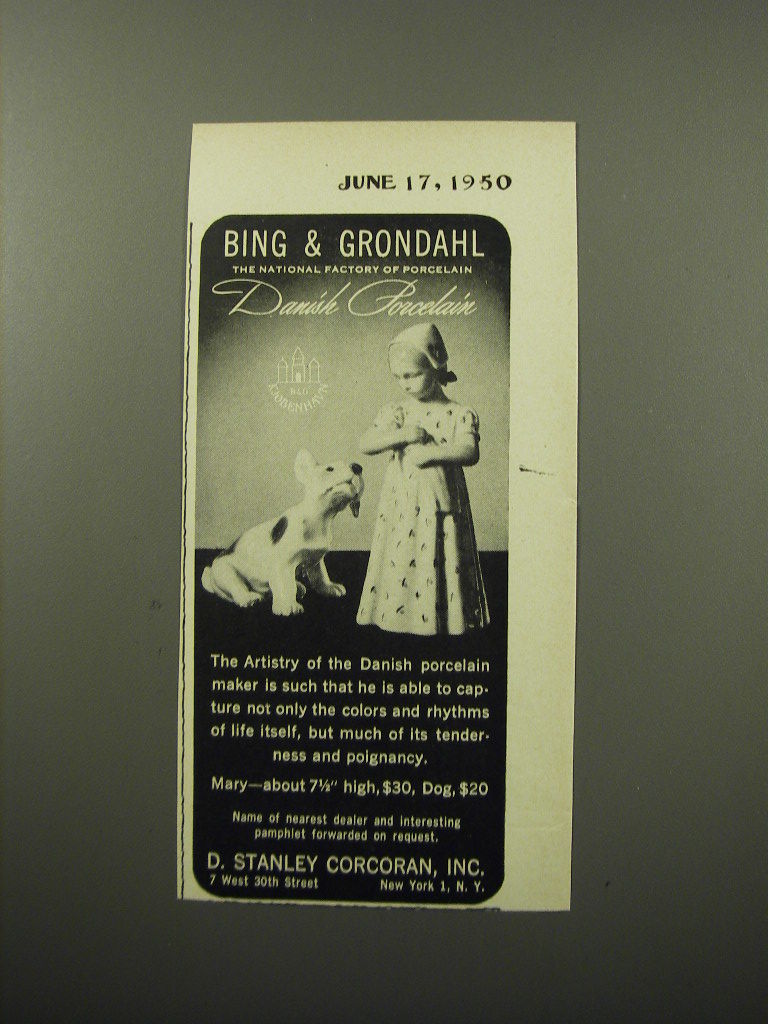 JUNE 17, 1950
BING & GRONDAHL
THE NATIONAL FACTORY OF PORCELAIN
Danish Porcelain
B&G
KJØBENHAVN
The Artistry of the Danish porcelain
maker is such that he is able to cap-
ture not only the colors and rhythms
of life itself, but much of its tender-
ness and poignancy.
Mary—about 7½" high, $30, Dog, $20
Name of nearest dealer and interesting
pamphlet forwarded on request.
D. STANLEY CORCORAN, INC.
7 West 30th Street New York 1, N. Y.